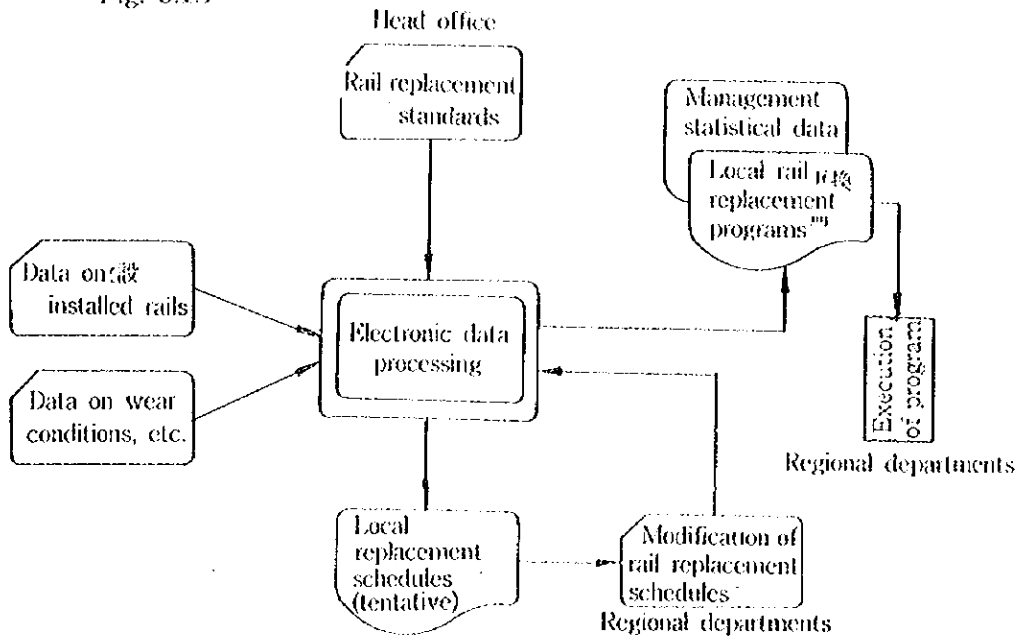 Head office
Rail replacement
standards
Management
statistical data
Local rail
replacement
programs
Data on
installed rails
Electronic data
processing
Data on wear
conditions, etc.
Execution
of program
Regional departments
Local
replacement
schedules
(tentative)
Modification of
rail replacement
schedules
Regional departments